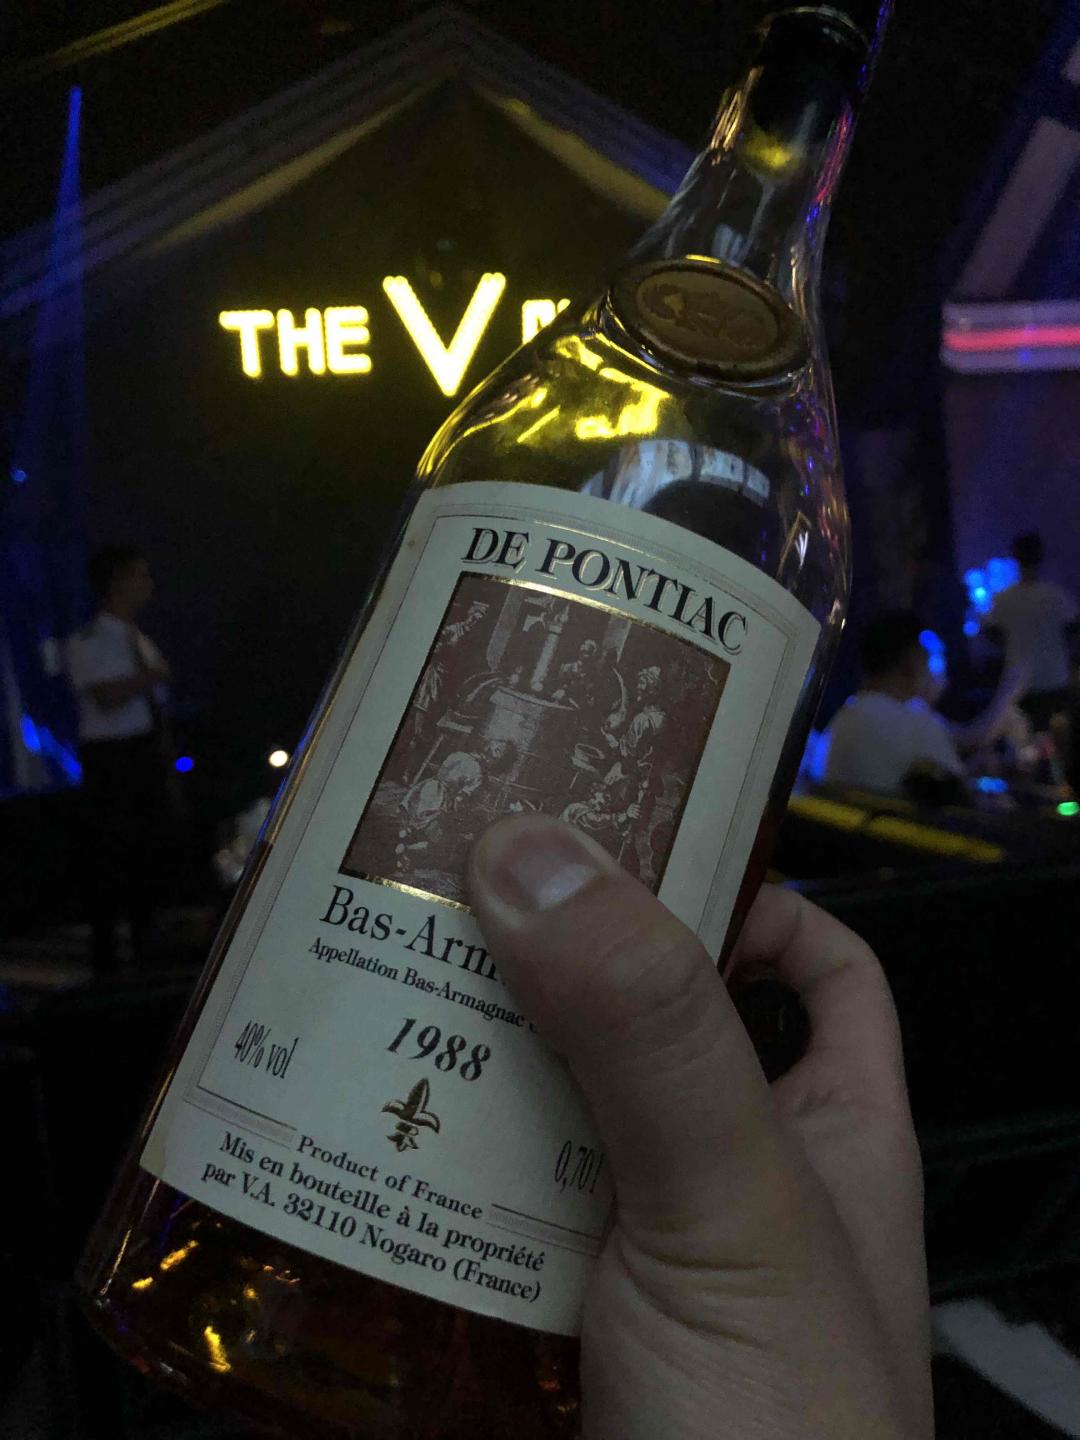 THE V
DE PONTIAC
Bas-Arm
Appellation Bas-Armagnac
1988
40% vol
0,70 l
Product of France
Mis en bouteille à la propriété
par V.A. 32110 Nogaro (France)